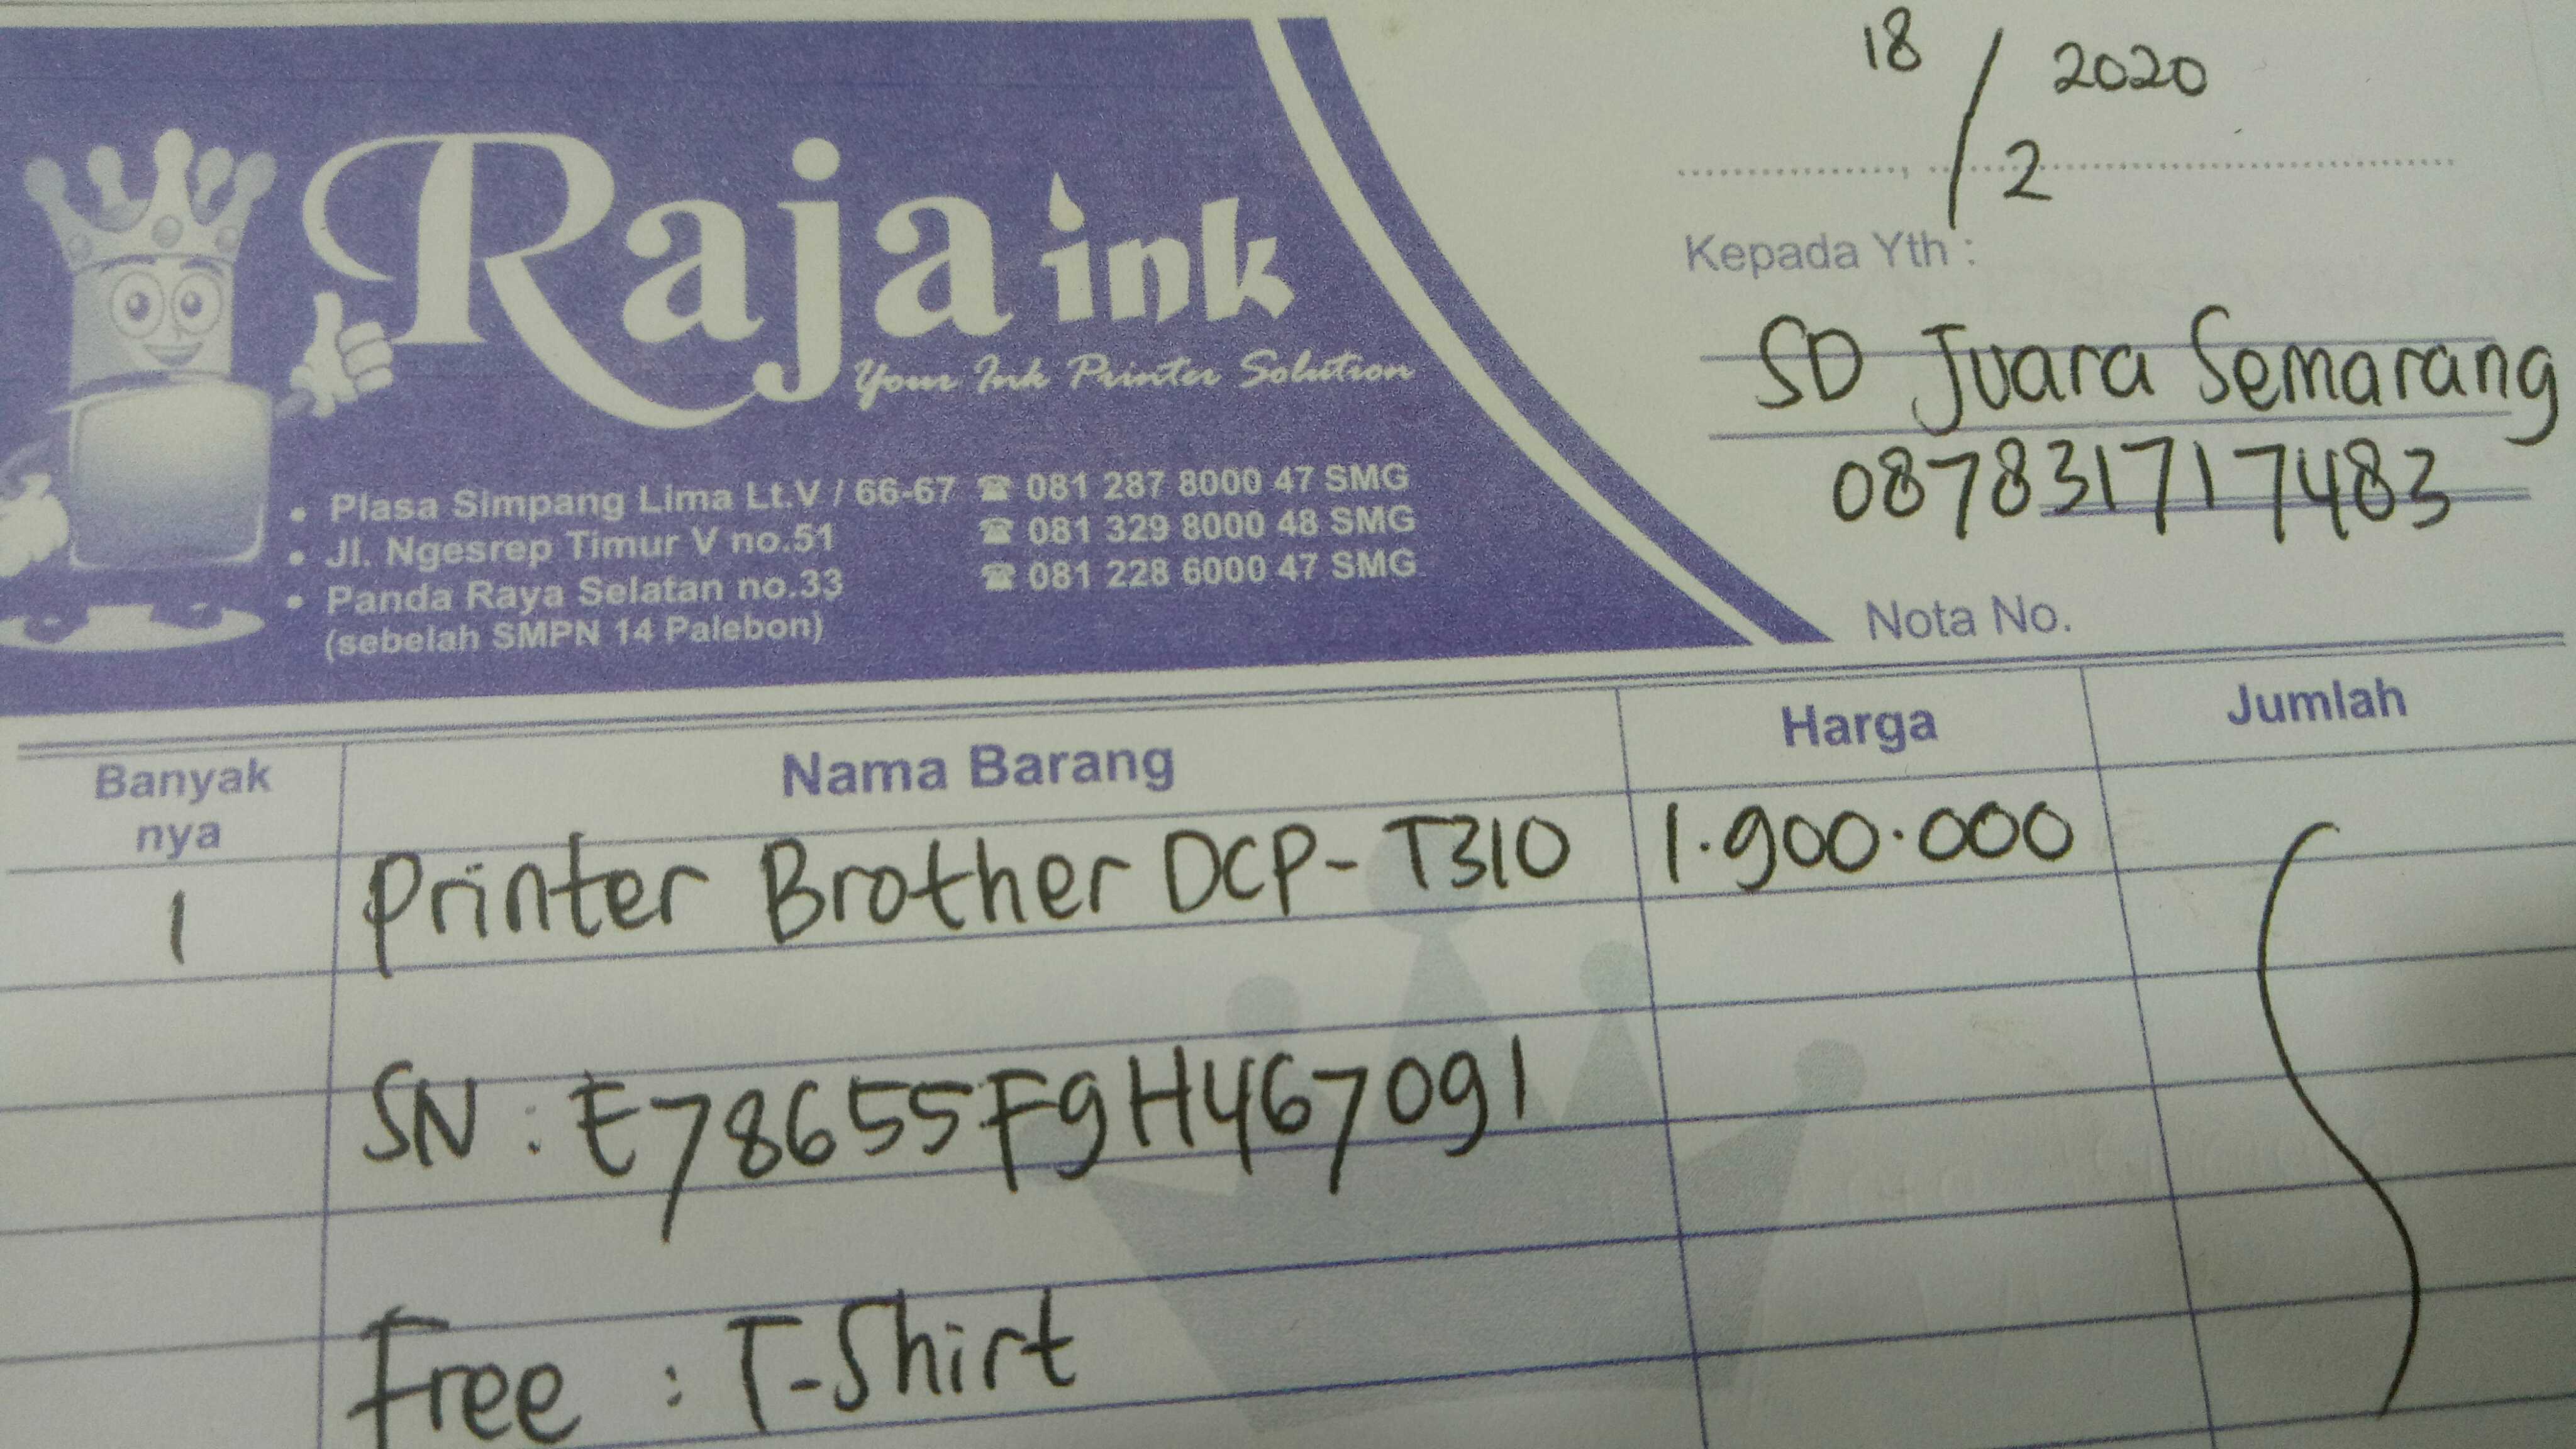 18/2 2020
Raja ink
Your Ink Printer Solution
• Plasa Simpang Lima Lt.V / 66-67 ☎ 081 287 8000 47 SMG
• Jl. Ngesrep Timur V no.51 ☎ 081 329 8000 48 SMG
• Panda Raya Selatan no.33 ☎ 081 228 6000 47 SMG
(sebelah SMPN 14 Palebon)
Kepada Yth :
SD Juara Semarang
087831717483
Nota No.
Banyak nya Nama Barang Harga Jumlah
1 Printer Brother DCP-T310 1.900.000
SN : E78655F9H467091
Free : T-Shirt